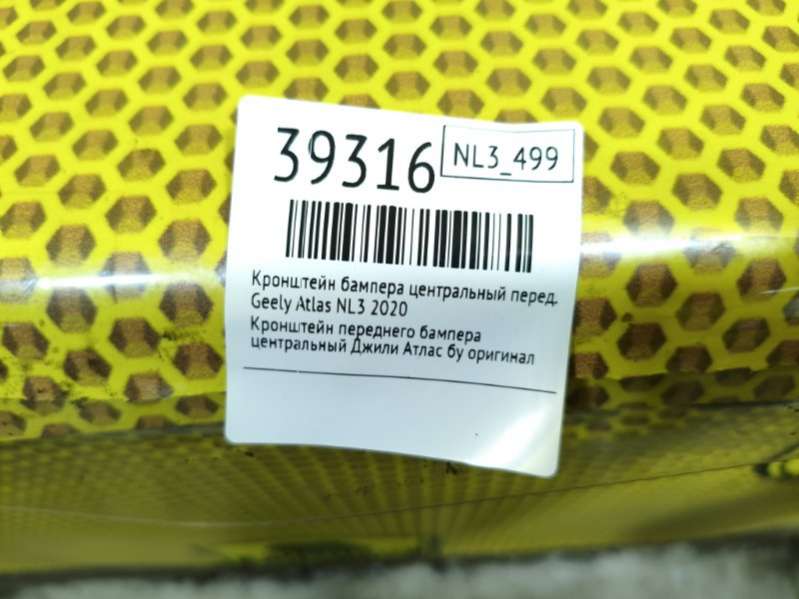 39316
NL3_499
Кронштейн бампера центральный перед.
Geely Atlas NL3 2020
Кронштейн переднего бампера
центральный Джили Атлас бу оригинал